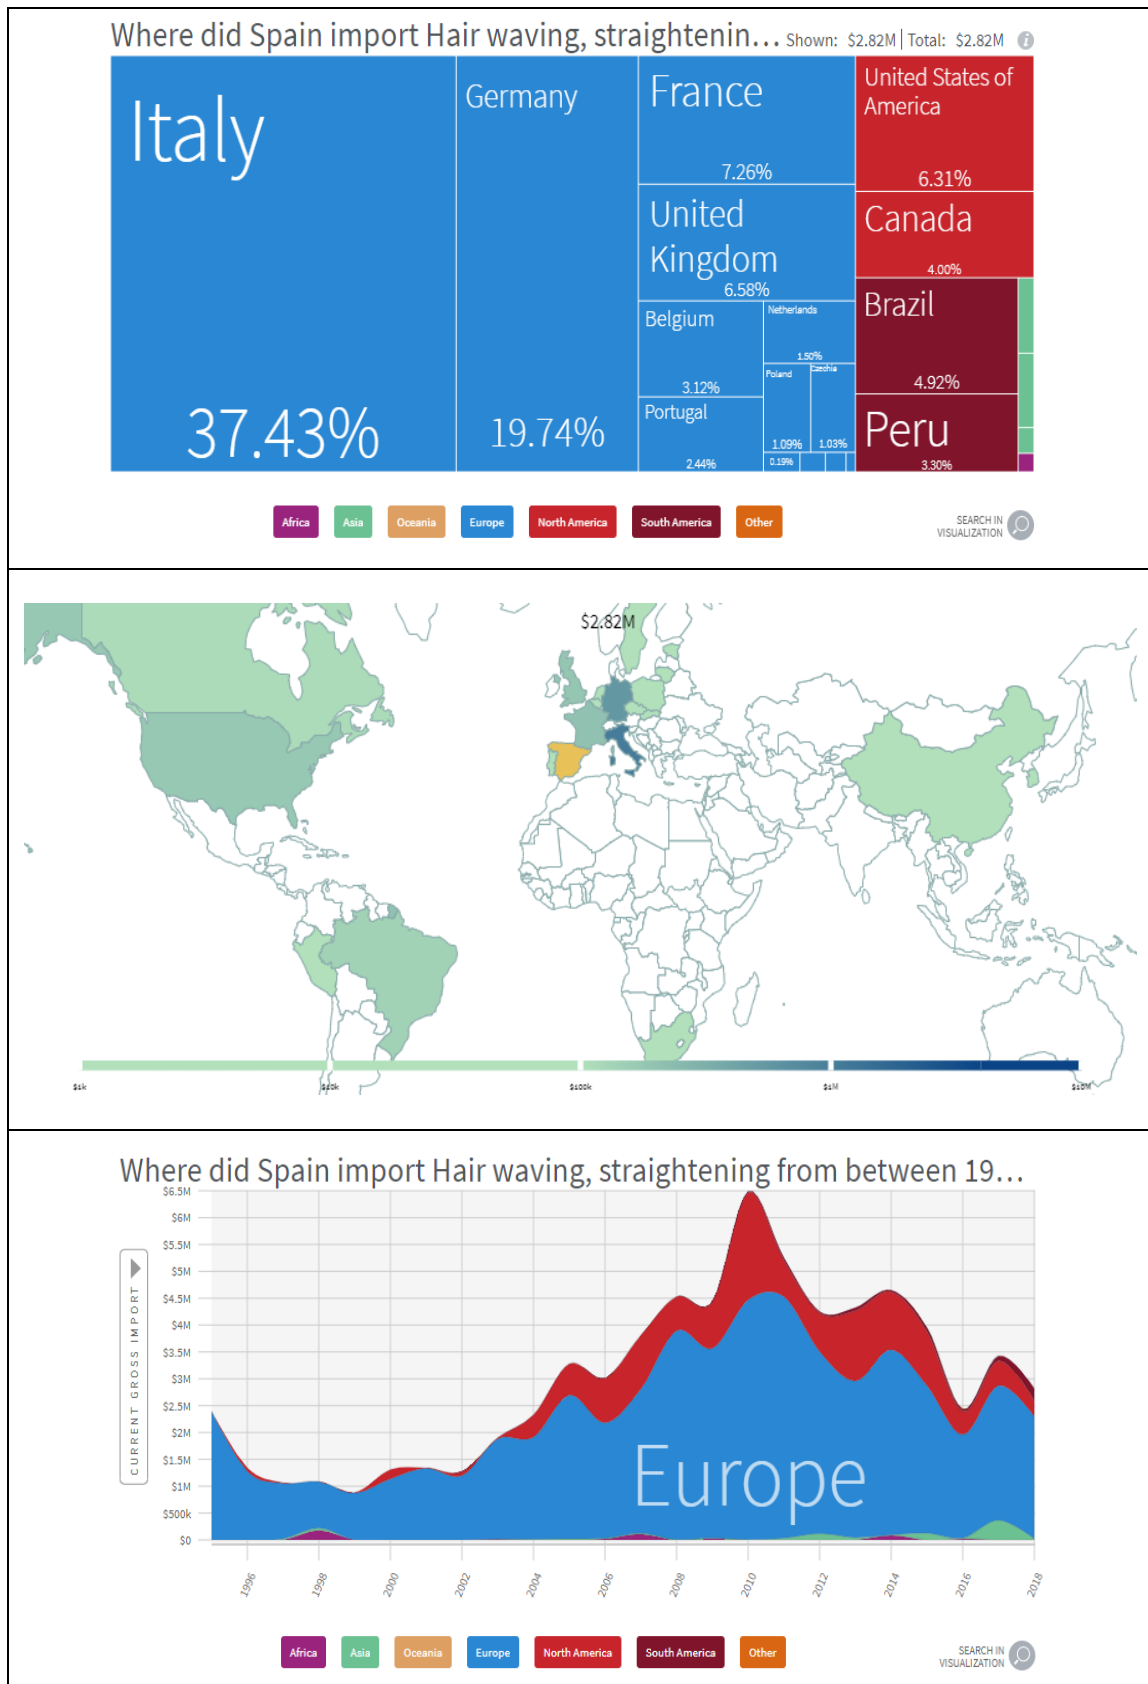 Where did Spain import Hair waving, straightenin... Shown: $2.82M | Total: $2.82M i
Italy
37.43%
Germany
19.74%
France
7.26%
United
Kingdom
6.58%
Belgium
3.12%
Portugal
2.44%
Netherlands
1.50%
Poland
1.09%
Czechia
1.03%
0.19%
United States of
America
6.31%
Canada
4.00%
Brazil
4.92%
Peru
3.30%
Africa Asia Oceania Europe North America South America Other
SEARCH IN
VISUALIZATION
$2.82M
$1k $10k $100k $1M $10M
Where did Spain import Hair waving, straightening from between 19...
CURRENT GROSS IMPORT
$6.5M
$6M
$5.5M
$5M
$4.5M
$4M
$3.5M
$3M
$2.5M
$2M
$1.5M
$1M
$500k
$0
Europe
1996 1998 2000 2002 2004 2006 2008 2010 2012 2014 2016 2018
Africa Asia Oceania Europe North America South America Other
SEARCH IN
VISUALIZATION